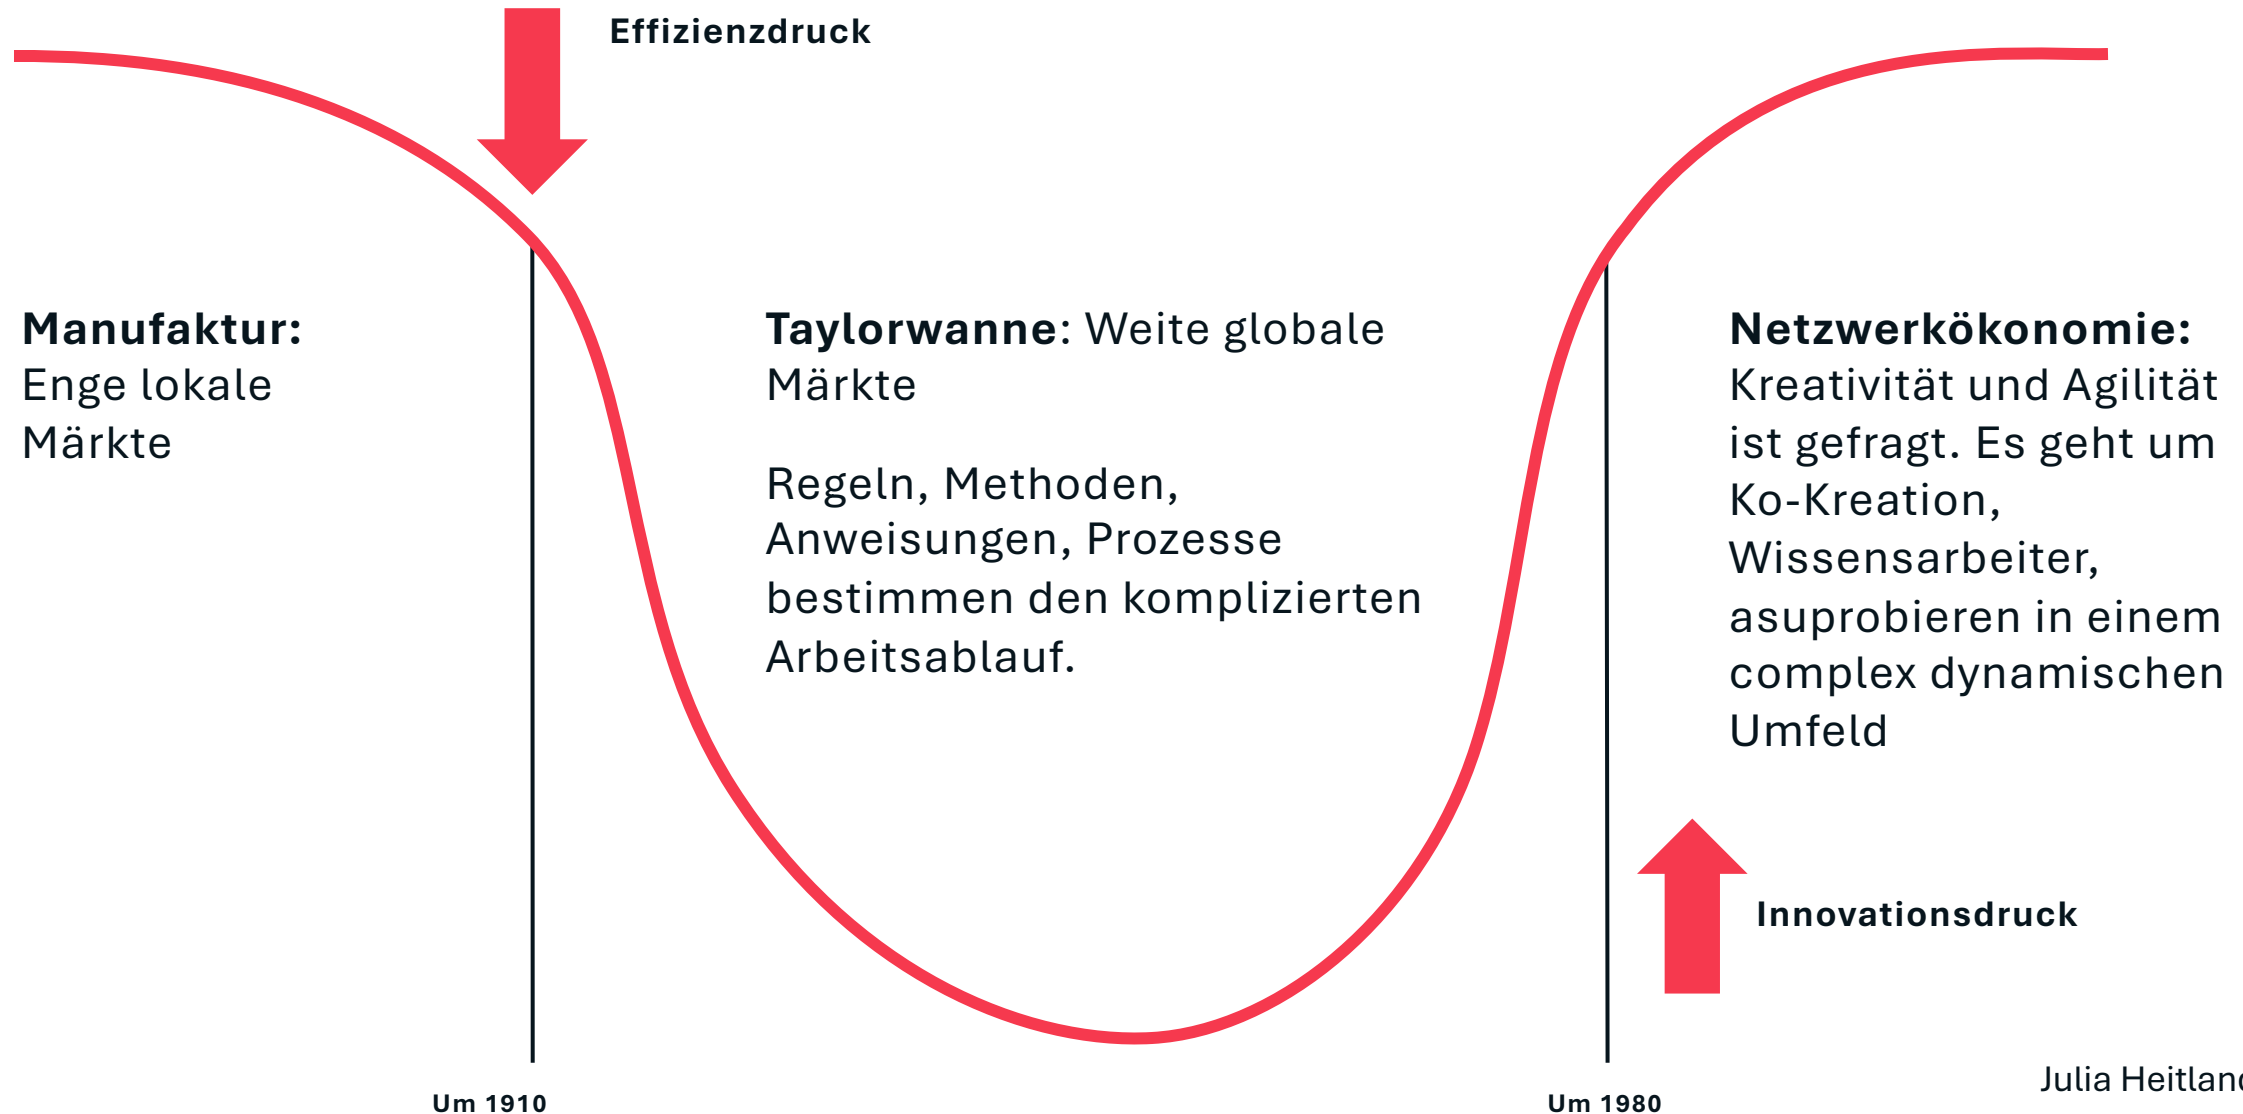 Effizienzdruck
Manufaktur:
Enge lokale
Märkte
Taylorwanne: Weite globale
Märkte
Regeln, Methoden,
Anweisungen, Prozesse
bestimmen den komplizierten
Arbeitsablauf.
Netzwerkökonomie:
Kreativität und Agilität
ist gefragt. Es geht um
Ko-Kreation,
Wissensarbeiter,
asuprobieren in einem
complex dynamischen
Umfeld
Innovationsdruck
Um 1910
Um 1980
Julia